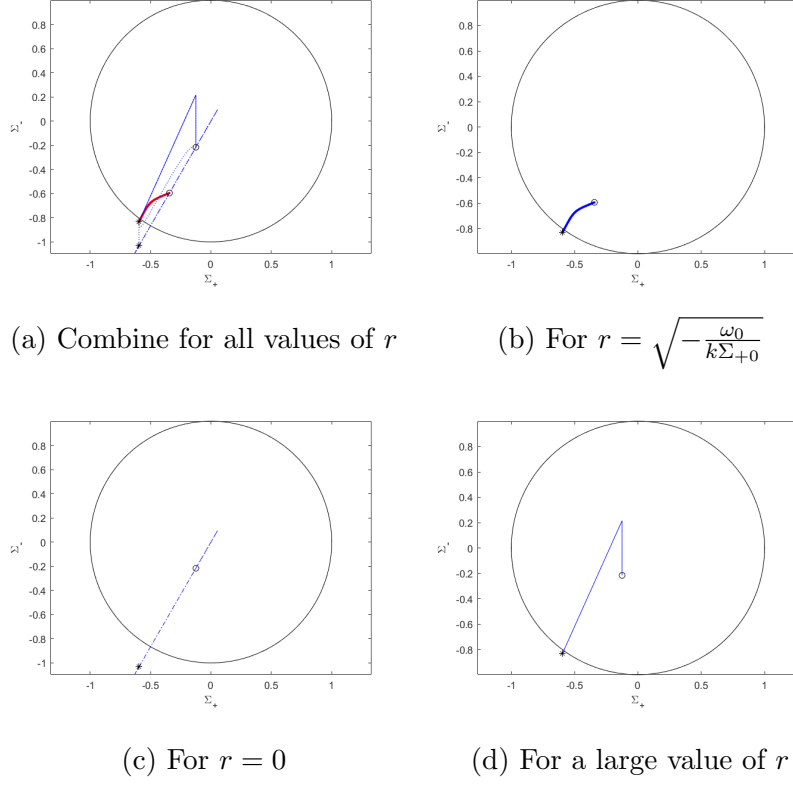 0.8
0.6
0.4
0.2
0
-0.2
-0.4
-0.6
-0.8
-1
Σ_-
-1 -0.5 0 0.5 1
Σ_+
(a) Combine for all values of r
0.8
0.6
0.4
0.2
0
-0.2
-0.4
-0.6
-0.8
Σ_-
-1 -0.5 0 0.5 1
Σ_+
(b) For r = √(-ω_0/(kΣ_{+0}))
0.8
0.6
0.4
0.2
0
-0.2
-0.4
-0.6
-0.8
-1
Σ_-
-1 -0.5 0 0.5 1
Σ_+
(c) For r = 0
0.8
0.6
0.4
0.2
0
-0.2
-0.4
-0.6
-0.8
Σ_-
-1 -0.5 0 0.5 1
Σ_+
(d) For a large value of r